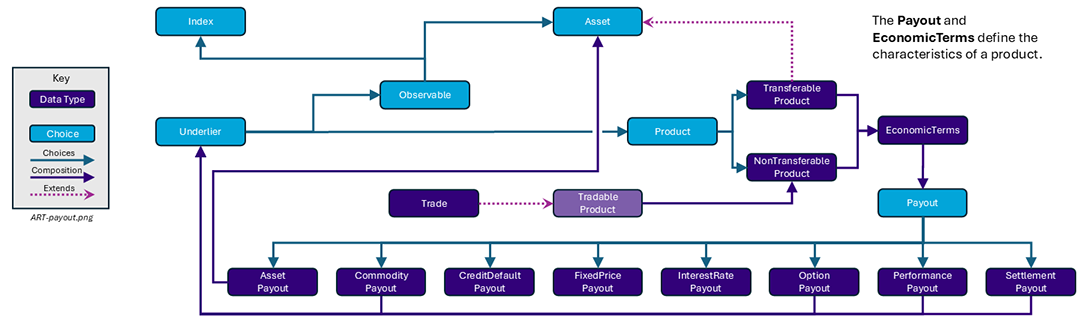 Index
Asset
The Payout and
EconomicTerms define the
characteristics of a product.
Key
Data Type
Choice
Choices
Composition
Extends
ART-payout.png
Observable
Transferable
Product
Underlier
Product
EconomicTerms
NonTransferable
Product
Trade
Tradable
Product
Payout
Asset
Payout
Commodity
Payout
CreditDefault
Payout
FixedPrice
Payout
InterestRate
Payout
Option
Payout
Performance
Payout
Settlement
Payout